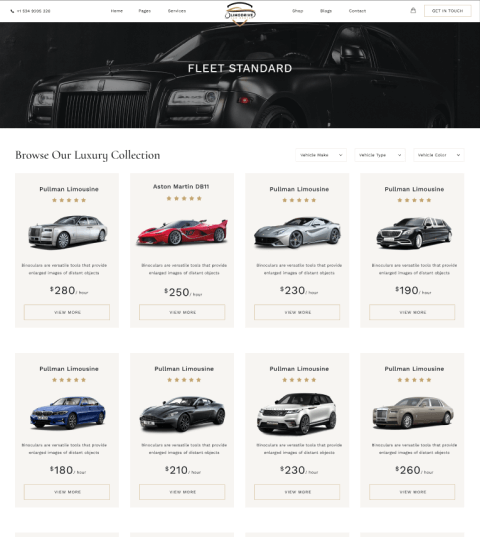 +1 534 6000 326
Home Pages Services
LIMODRIVE
Shop Blogs Contact
GET IN TOUCH
FLEET STANDARD
Browse Our Luxury Collection
Vehicle Make
Vehicle Type
Vehicle Color
Pullman Limousine
Binoculars are versatile tools that provide
enlarged images of distant objects
$280/ hour
VIEW MORE
Aston Martin DB11
Binoculars are versatile tools that provide
enlarged images of distant objects
$250/ hour
VIEW MORE
Pullman Limousine
Binoculars are versatile tools that provide
enlarged images of distant objects
$230/ hour
VIEW MORE
Pullman Limousine
Binoculars are versatile tools that provide
enlarged images of distant objects
$190/ hour
VIEW MORE
Pullman Limousine
Binoculars are versatile tools that provide
enlarged images of distant objects
$180/ hour
VIEW MORE
Pullman Limousine
Binoculars are versatile tools that provide
enlarged images of distant objects
$210/ hour
VIEW MORE
Pullman Limousine
Binoculars are versatile tools that provide
enlarged images of distant objects
$230/ hour
VIEW MORE
Pullman Limousine
Binoculars are versatile tools that provide
enlarged images of distant objects
$260/ hour
VIEW MORE